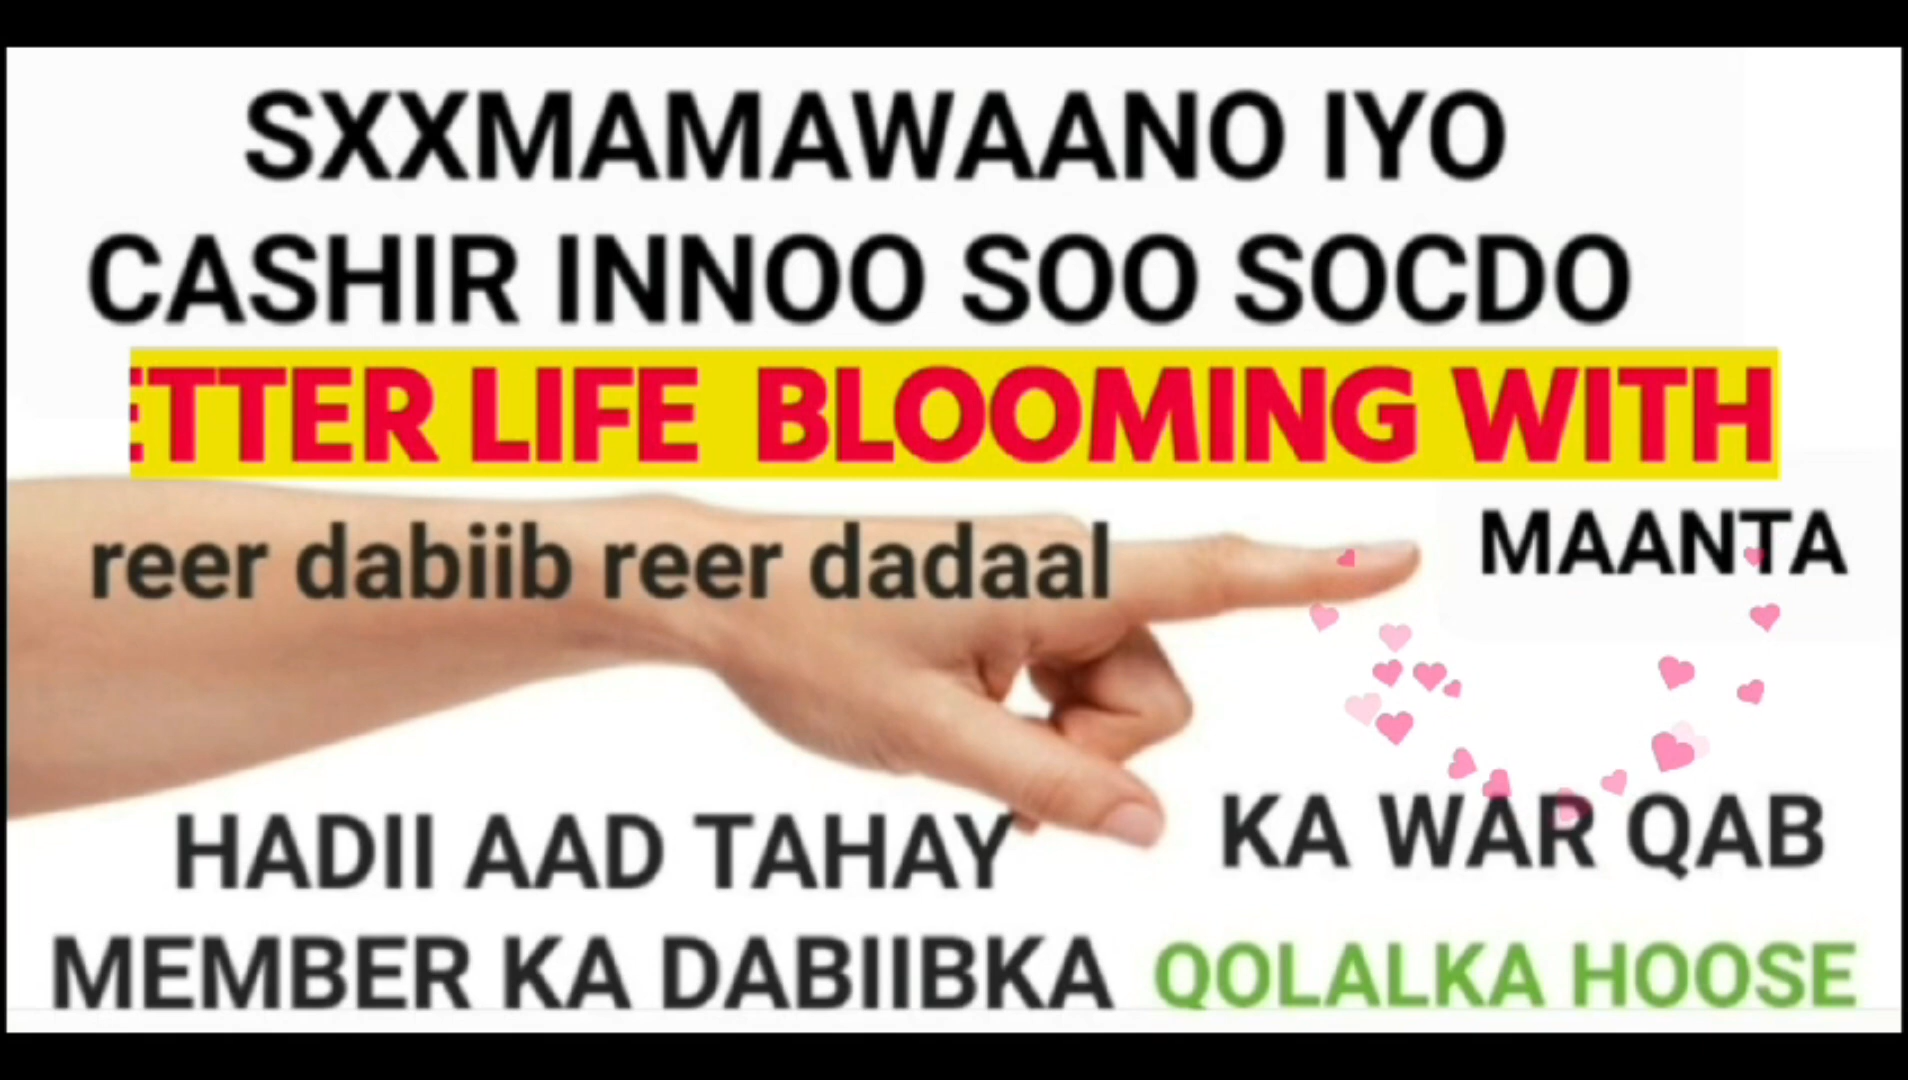 SXXMAMAWAANO IYO
CASHIR INNOO SOO SOCDO
ETTER LIFE BLOOMING WITH
reer dabiib reer dadaal
MAANTA
HADII AAD TAHAY
MEMBER KA DABIIBKA
KA WAR QAB
QOLALKA HOOSE